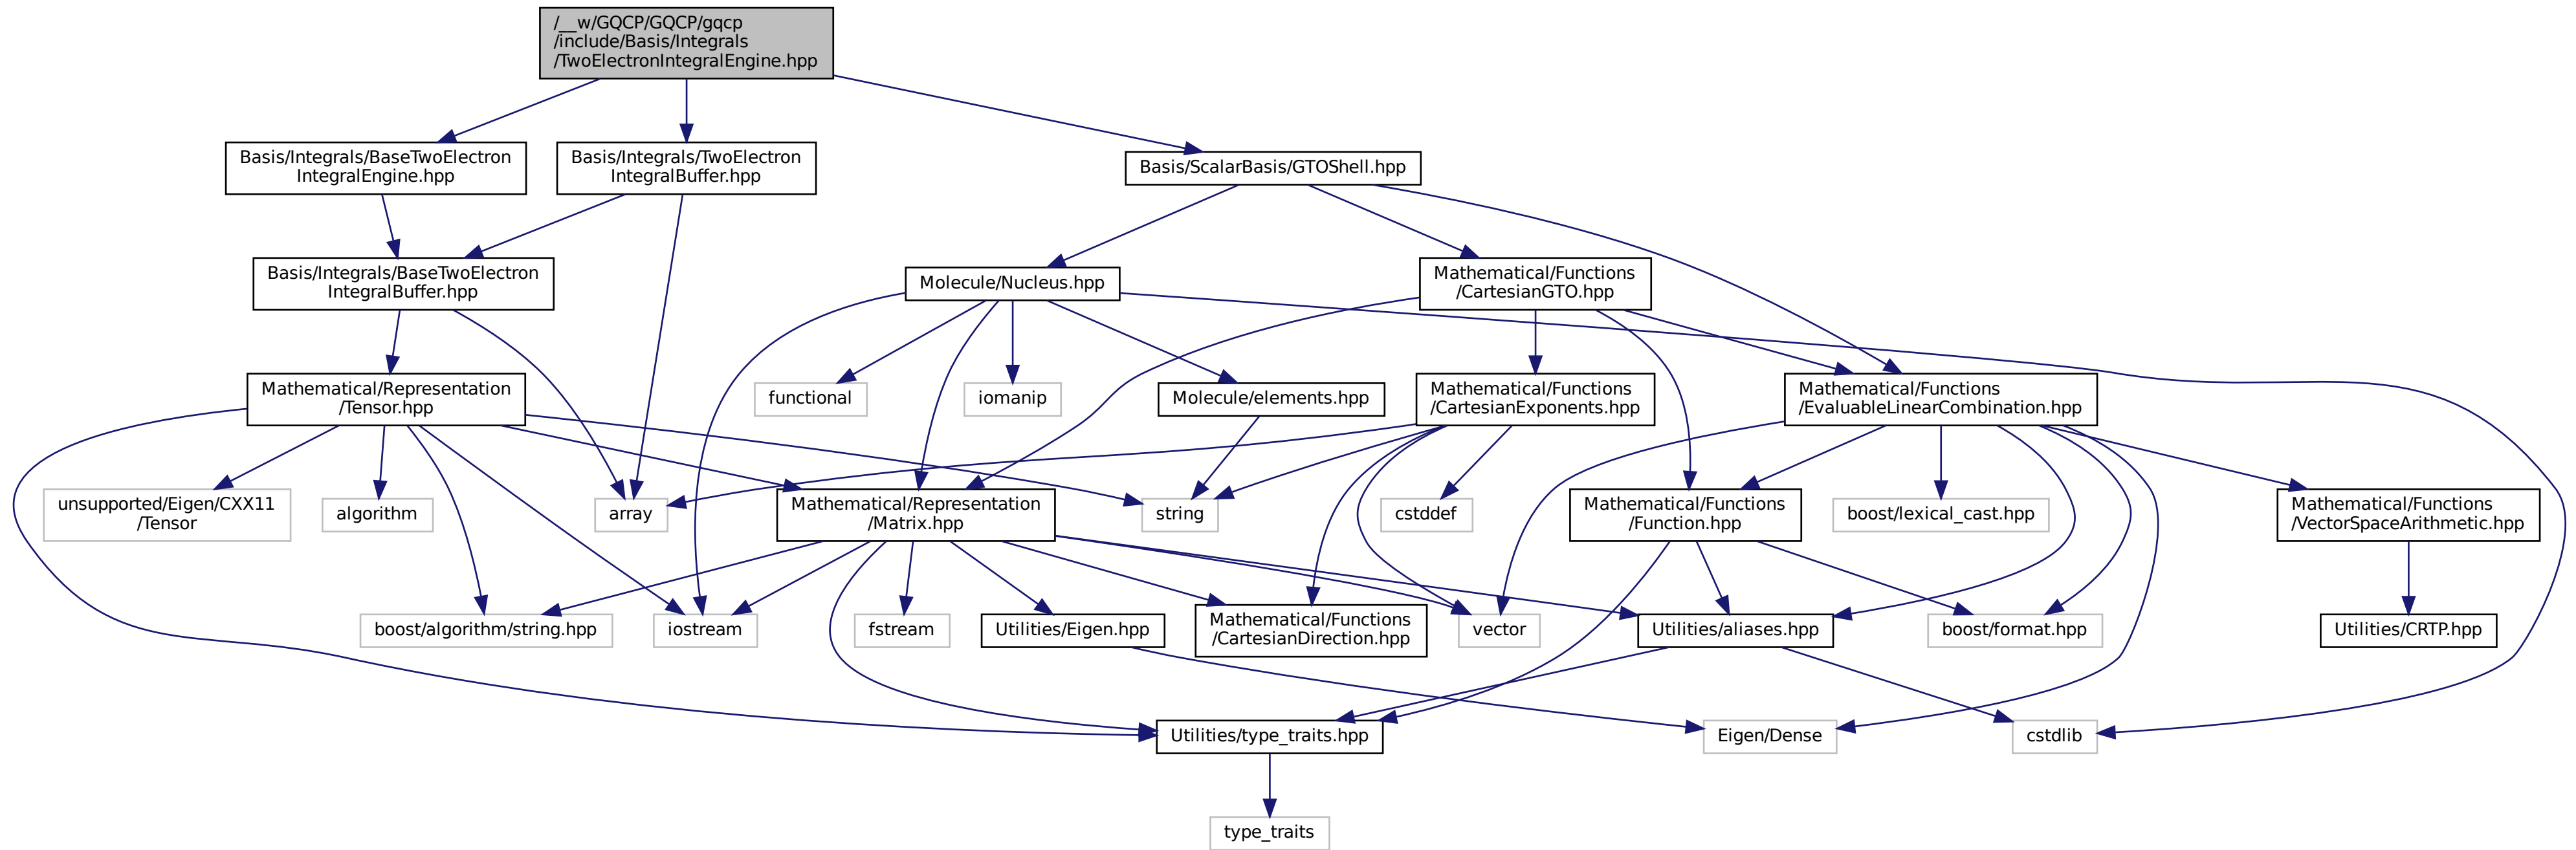 /__w/GQCP/GQCP/gqcp
/include/Basis/Integrals
/TwoElectronIntegralEngine.hpp
Basis/Integrals/BaseTwoElectron
IntegralEngine.hpp
Basis/Integrals/TwoElectron
IntegralBuffer.hpp
Basis/ScalarBasis/GTOShell.hpp
Basis/Integrals/BaseTwoElectron
IntegralBuffer.hpp
Molecule/Nucleus.hpp
Mathematical/Functions
/CartesianGTO.hpp
Mathematical/Representation
/Tensor.hpp
functional
iomanip
Molecule/elements.hpp
Mathematical/Functions
/CartesianExponents.hpp
Mathematical/Functions
/EvaluableLinearCombination.hpp
unsupported/Eigen/CXX11
/Tensor
algorithm
array
Mathematical/Representation
/Matrix.hpp
string
cstddef
Mathematical/Functions
/Function.hpp
boost/lexical_cast.hpp
Mathematical/Functions
/VectorSpaceArithmetic.hpp
boost/algorithm/string.hpp
iostream
fstream
Utilities/Eigen.hpp
Mathematical/Functions
/CartesianDirection.hpp
vector
Utilities/aliases.hpp
boost/format.hpp
Utilities/CRTP.hpp
Utilities/type_traits.hpp
Eigen/Dense
cstdlib
type_traits